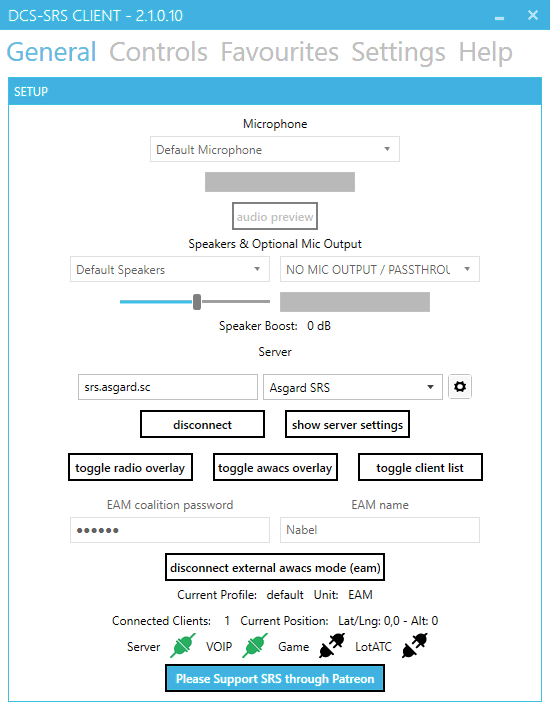 DCS-SRS CLIENT - 2.1.0.10
General Controls Favourites Settings Help
SETUP
Microphone
Default Microphone
audio preview
Speakers & Optional Mic Output
Default Speakers NO MIC OUTPUT / PASSTHROU
Speaker Boost: 0 dB
Server
srs.asgard.sc Asgard SRS
disconnect show server settings
toggle radio overlay toggle awacs overlay toggle client list
EAM coalition password EAM name
●●●●●● Nabel
disconnect external awacs mode (eam)
Current Profile: default Unit: EAM
Connected Clients: 1 Current Position: Lat/Lng: 0,0 - Alt: 0
Server VOIP Game LotATC
Please Support SRS through Patreon